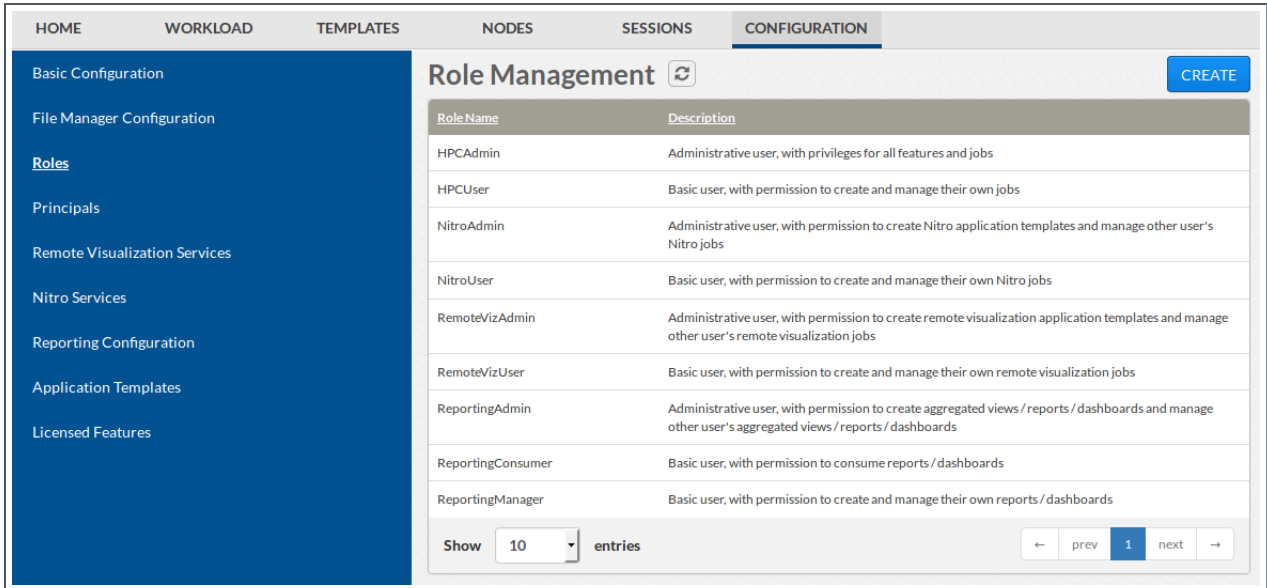 HOME WORKLOAD TEMPLATES NODES SESSIONS CONFIGURATION
Basic Configuration
File Manager Configuration
Roles
Principals
Remote Visualization Services
Nitro Services
Reporting Configuration
Application Templates
Licensed Features
Role Management
CREATE
Role Name Description
HPCAdmin Administrative user, with privileges for all features and jobs
HPCUser Basic user, with permission to create and manage their own jobs
NitroAdmin Administrative user, with permission to create Nitro application templates and manage other user's
Nitro jobs
NitroUser Basic user, with permission to create and manage their own Nitro jobs
RemoteVizAdmin Administrative user, with permission to create remote visualization application templates and manage
other user's remote visualization jobs
RemoteVizUser Basic user, with permission to create and manage their own remote visualization jobs
ReportingAdmin Administrative user, with permission to create aggregated views / reports / dashboards and manage
other user's aggregated views / reports / dashboards
ReportingConsumer Basic user, with permission to consume reports / dashboards
ReportingManager Basic user, with permission to create and manage their own reports / dashboards
Show 10 entries ← prev 1 next →